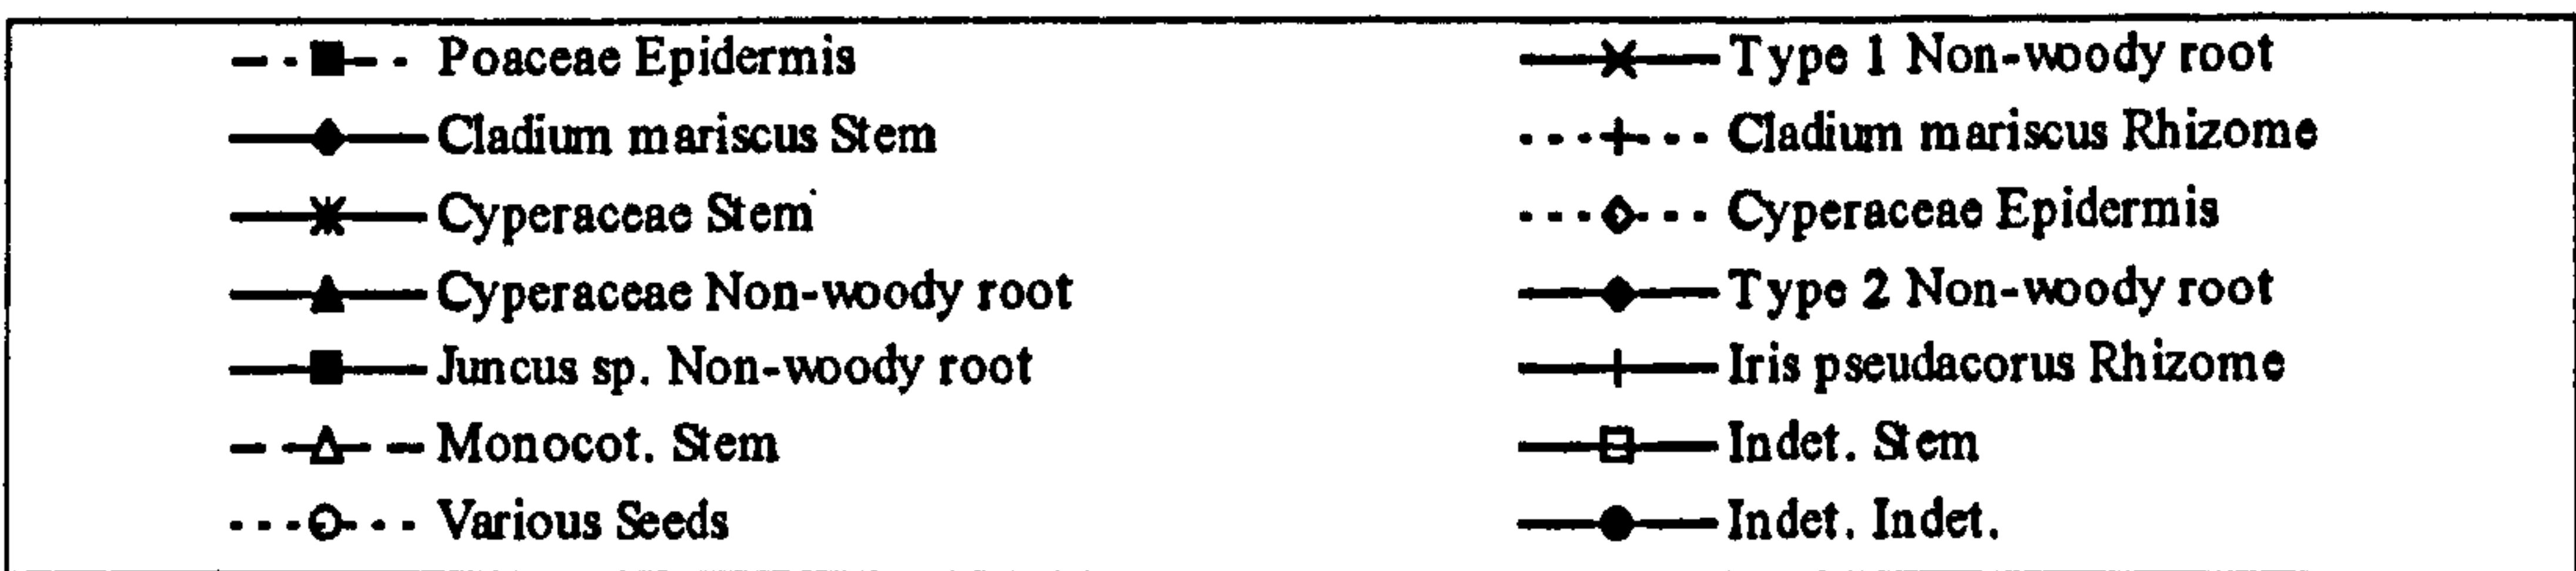 Poaceae Epidermis
Cladium mariscus Stem
Cyperaceae Stem
Cyperaceae Non-woody root
Juncus sp. Non-woody root
Monocot. Stem
Various Seeds
Type 1 Non-woody root
Cladium mariscus Rhizome
Cyperaceae Epidermis
Type 2 Non-woody root
Iris pseudacorus Rhizome
Indet. Stem
Indet. Indet.